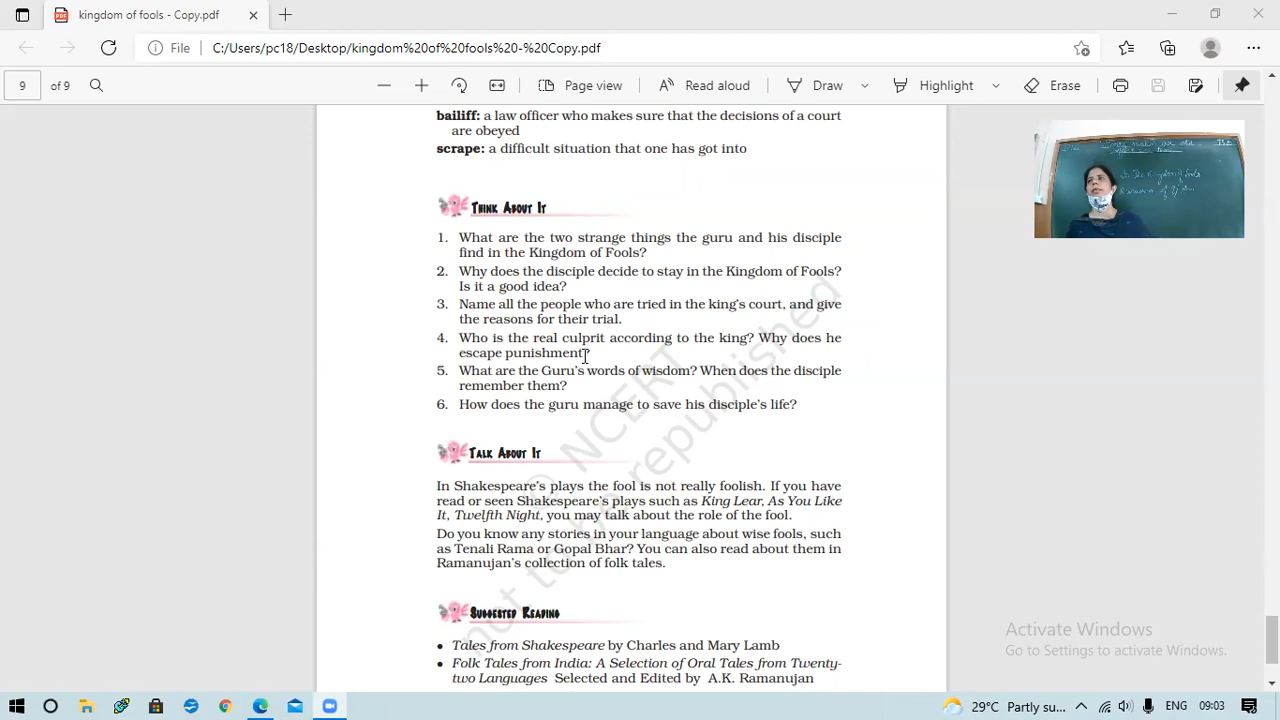 kingdom of fools - Copy.pdf
File C:/Users/pc18/Desktop/kingdom%20of%20fools%20-%20Copy.pdf
9 of 9 Page view Read aloud Draw Highlight Erase
bailiff: a law officer who makes sure that the decisions of a court
are obeyed
scrape: a difficult situation that one has got into
THINK ABOUT IT
1. What are the two strange things the guru and his disciple
find in the Kingdom of Fools?
2. Why does the disciple decide to stay in the Kingdom of Fools?
Is it a good idea?
3. Name all the people who are tried in the king's court, and give
the reasons for their trial.
4. Who is the real culprit according to the king? Why does he
escape punishment?
5. What are the Guru's words of wisdom? When does the disciple
remember them?
6. How does the guru manage to save his disciple's life?
TALK ABOUT IT
In Shakespeare's plays the fool is not really foolish. If you have
read or seen Shakespeare's plays such as King Lear, As You Like
It, Twelfth Night, you may talk about the role of the fool.
Do you know any stories in your language about wise fools, such
as Tenali Rama or Gopal Bhar? You can also read about them in
Ramanujan's collection of folk tales.
SUGGESTED READING
• Tales from Shakespeare by Charles and Mary Lamb
• Folk Tales from India: A Selection of Oral Tales from Twenty-
two Languages Selected and Edited by A.K. Ramanujan
© NCERT
not to be republished
In The Kingdom of fools
Activate Windows
Go to Settings to activate Windows.
29°C Partly su... ENG 09:03